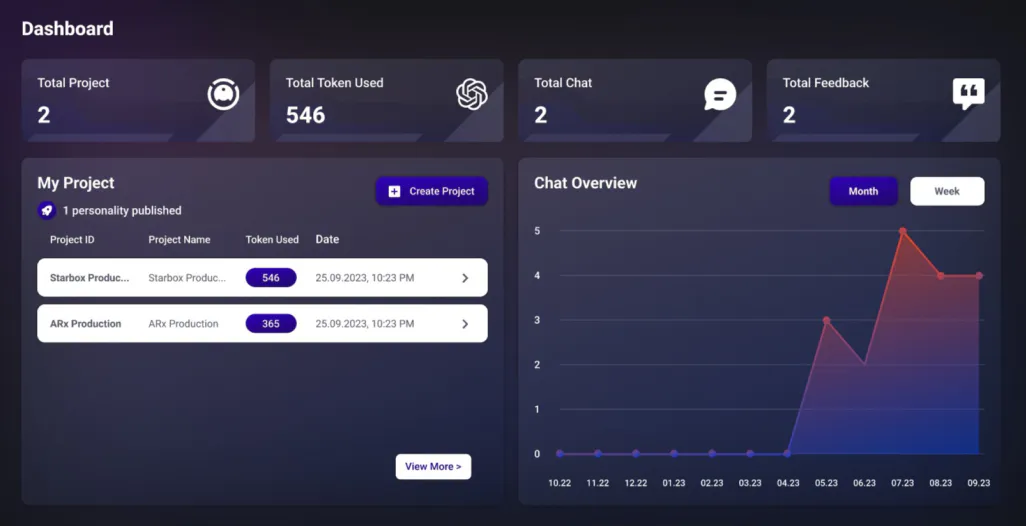 Dashboard
Total Project
2
Total Token Used
546
Total Chat
2
Total Feedback
2
My Project
1 personality published
Create Project
Project ID Project Name Token Used Date
Starbox Produc... Starbox Produc... 546 25.09.2023, 10:23 PM
ARx Production ARx Production 365 25.09.2023, 10:23 PM
View More >
Chat Overview
Month Week
5
4
3
2
1
0
10.22 11.22 12.22 01.23 02.23 03.23 04.23 05.23 06.23 07.23 08.23 09.23